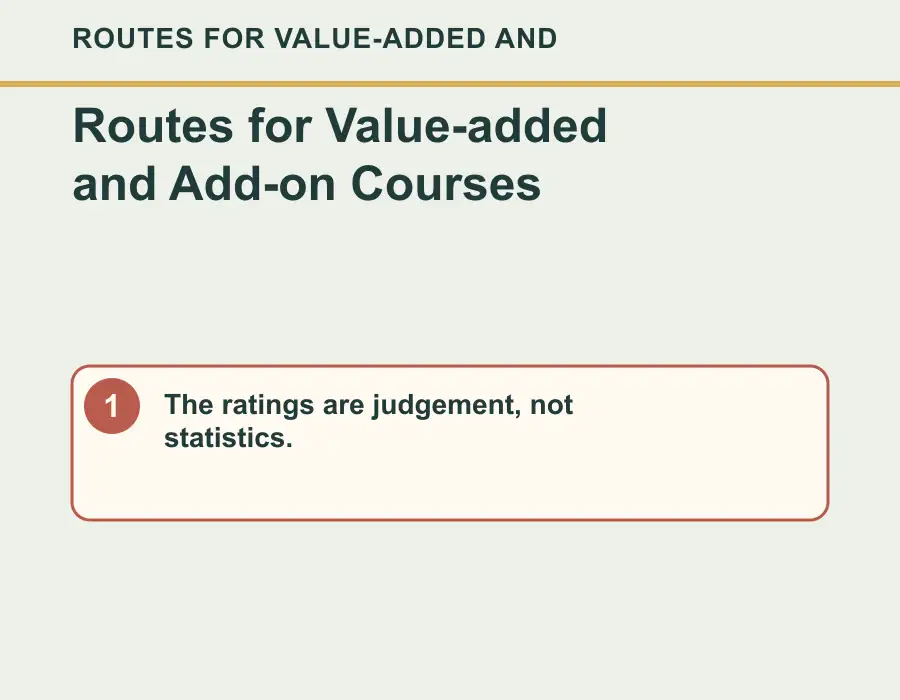 ROUTES FOR VALUE-ADDED AND
Routes for Value-added
and Add-on Courses
1
The ratings are judgement, not
statistics.